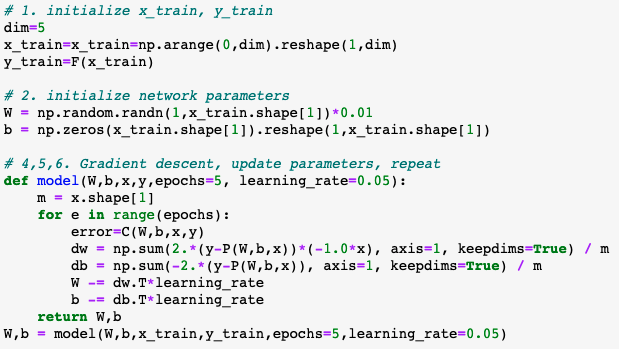 # 1. initialize x_train, y_train
dim=5
x_train=x_train=np.arange(0,dim).reshape(1,dim)
y_train=F(x_train)

# 2. initialize network parameters
W = np.random.randn(1,x_train.shape[1])*0.01
b = np.zeros(x_train.shape[1]).reshape(1,x_train.shape[1])

# 4,5,6. Gradient descent, update parameters, repeat
def model(W,b,x,y,epochs=5, learning_rate=0.05):
    m = x.shape[1]
    for e in range(epochs):
        error=C(W,b,x,y)
        dw = np.sum(2.*(y-P(W,b,x))*(-1.0*x), axis=1, keepdims=True) / m
        db = np.sum(-2.*(y-P(W,b,x)), axis=1, keepdims=True) / m
        W -= dw.T*learning_rate
        b -= db.T*learning_rate
    return W,b
W,b = model(W,b,x_train,y_train,epochs=5,learning_rate=0.05)